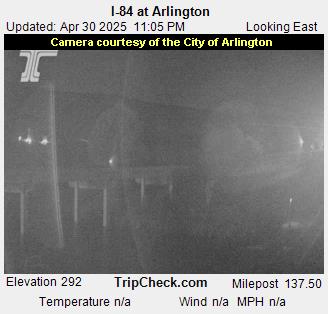 I-84 at Arlington
Updated: Apr 30 2025 11:05 PM Looking East
Camera courtesy of the City of Arlington
Elevation 292 TripCheck.com Milepost 137.50
Temperature n/a Wind n/a MPH n/a